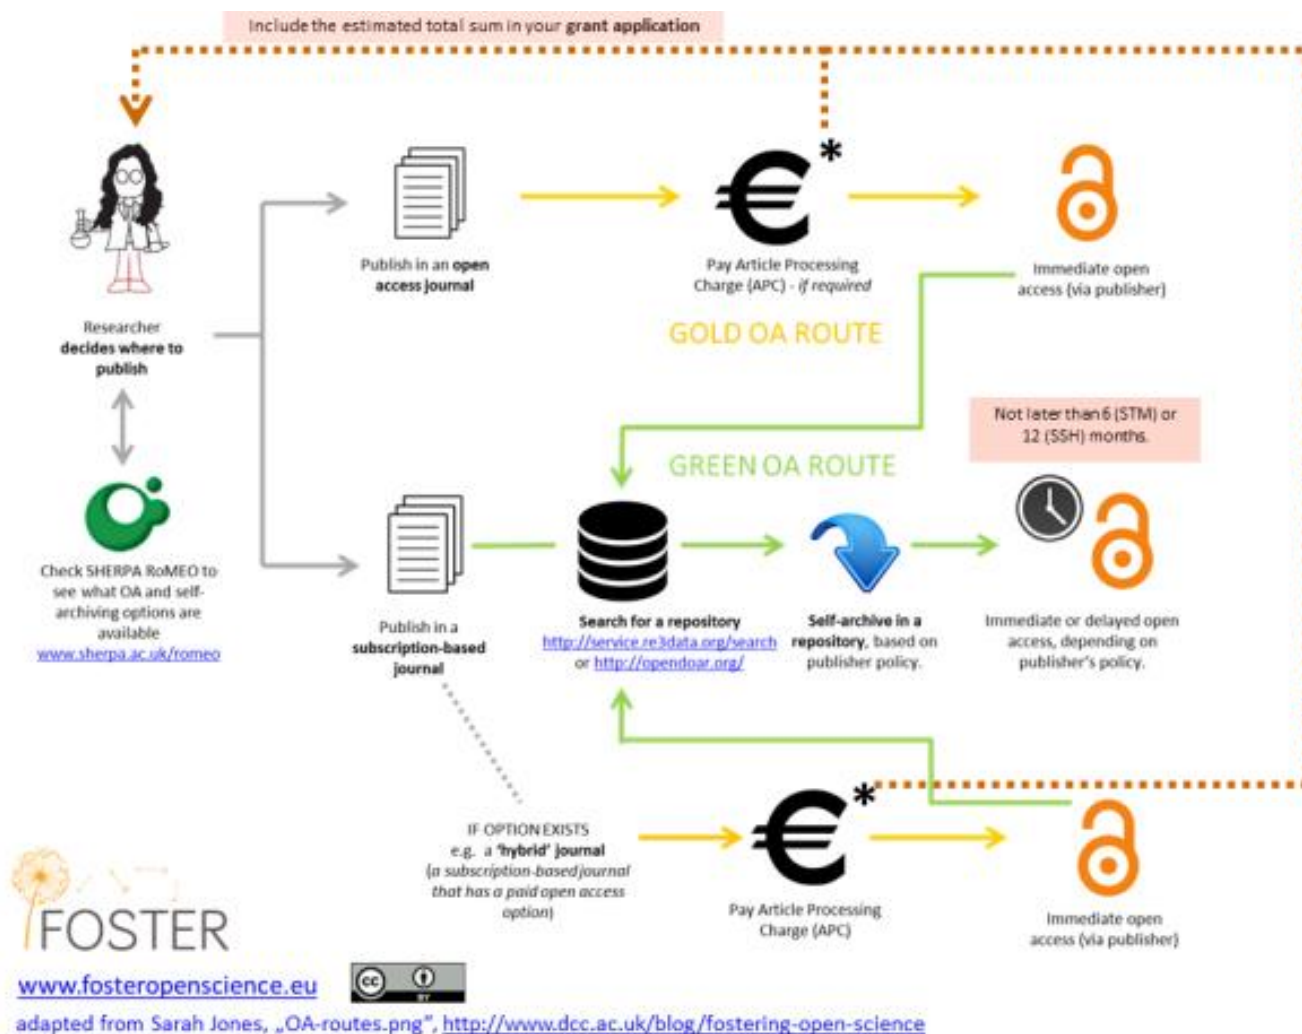 Include the estimated total sum in your grant application
*
Publish in an open
access journal
Pay Article Processing
Charge (APC) - if required
Immediate open
access (via publisher)
Researcher
decides where to
publish
GOLD OA ROUTE
Not later than 6 (STM) or
12 (SSH) months.
GREEN OA ROUTE
Check SHERPA RoMEO to
see what OA and self-
archiving options are
available
www.sherpa.ac.uk/romeo
Publish in a
subscription-based
journal
Search for a repository
http://service.re3data.org/search
or http://opendoar.org/
Self-archive in a
repository, based on
publisher policy.
Immediate or delayed open
access, depending on
publisher's policy.
*
IF OPTION EXISTS
e.g. a 'hybrid' journal
(a subscription-based journal
that has a paid open access
option)
Pay Article Processing
Charge (APC)
Immediate open
access (via publisher)
FOSTER
www.fosteropenscience.eu
cc
BY
adapted from Sarah Jones, „OA-routes.png", http://www.dcc.ac.uk/blog/fostering-open-science